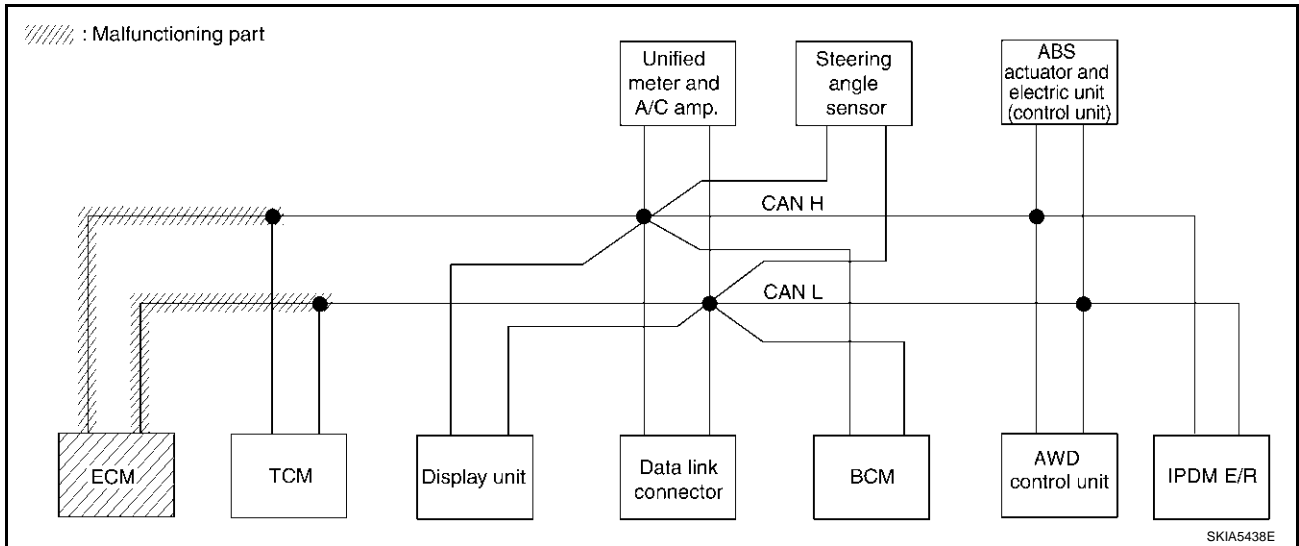 : Malfunctioning part
Unified
meter and
A/C amp.
Steering
angle
sensor
ABS
actuator and
electric unit
(control unit)
CAN H
CAN L
ECM
TCM
Display unit
Data link
connector
BCM
AWD
control unit
IPDM E/R
SKIA5438E